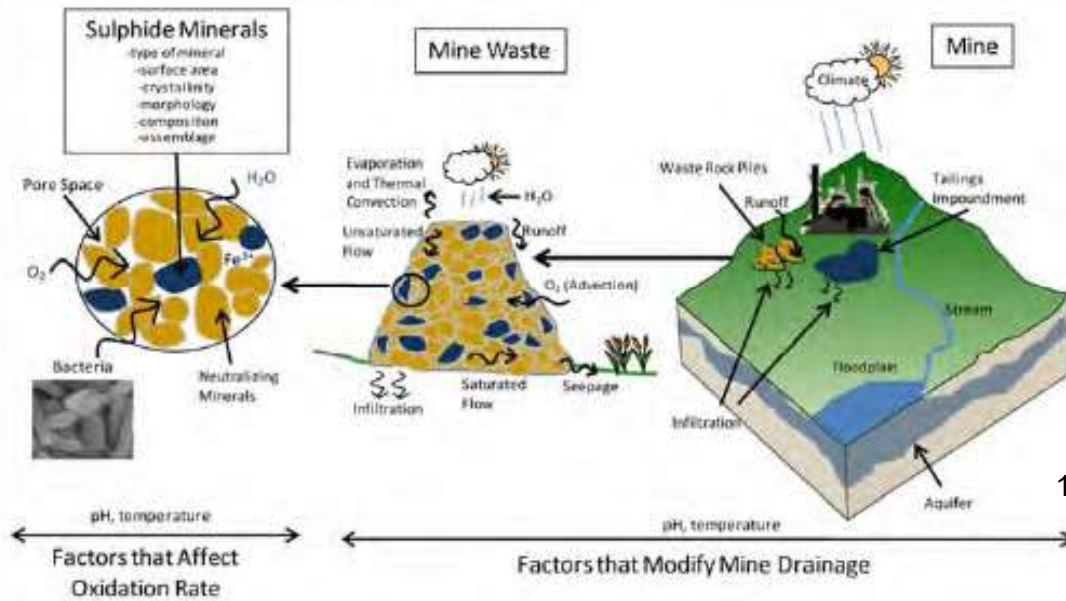 Sulphide Minerals
-type of mineral
-surface area
-crystallinity
-morphology
-composition
-assemblage
Pore Space
H₂O
O₂
Fe³⁺
Bacteria
Neutralizing
Minerals
pH, temperature
Factors that Affect
Oxidation Rate
Mine Waste
Evaporation
and Thermal
Convection
H₂O
Unsaturated
Flow
Runoff
O₂ (Advection)
Infiltration
Saturated
Flow
Seepage
Mine
Climate
Waste Rock Piles
Runoff
Tailings
Impoundment
Stream
Floodplain
Infiltration
Aquifer
1
pH, temperature
Factors that Modify Mine Drainage